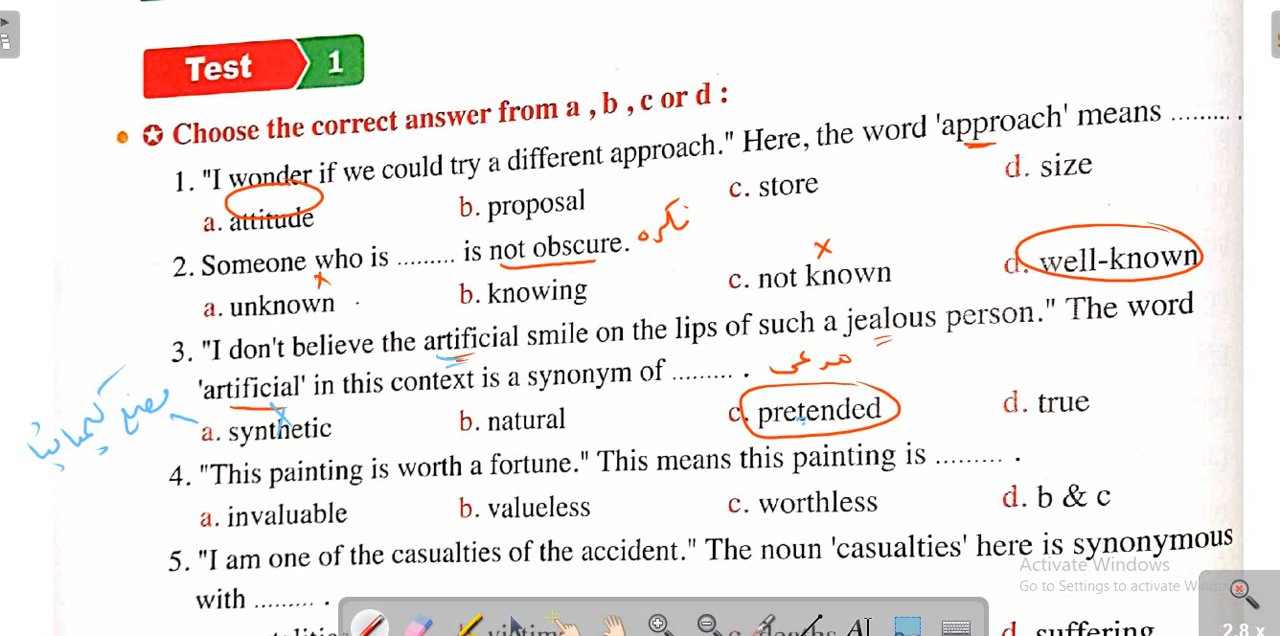 Test 1
Choose the correct answer from a , b , c or d :
1. "I wonder if we could try a different approach." Here, the word 'approach' means ......... .
a. attitude b. proposal c. store d. size
2. Someone who is ......... is not obscure. نكره
a. unknown b. knowing c. not known d. well-known
3. "I don't believe the artificial smile on the lips of such a jealous person." The word
'artificial' in this context is a synonym of ......... .
a. synthetic b. natural c. pretended d. true
4. "This painting is worth a fortune." This means this painting is ......... .
a. invaluable b. valueless c. worthless d. b & c
5. "I am one of the casualties of the accident." The noun 'casualties' here is synonymous
with ......... .
d. suffering
Activate Windows
Go to Settings to activate
2.8 x